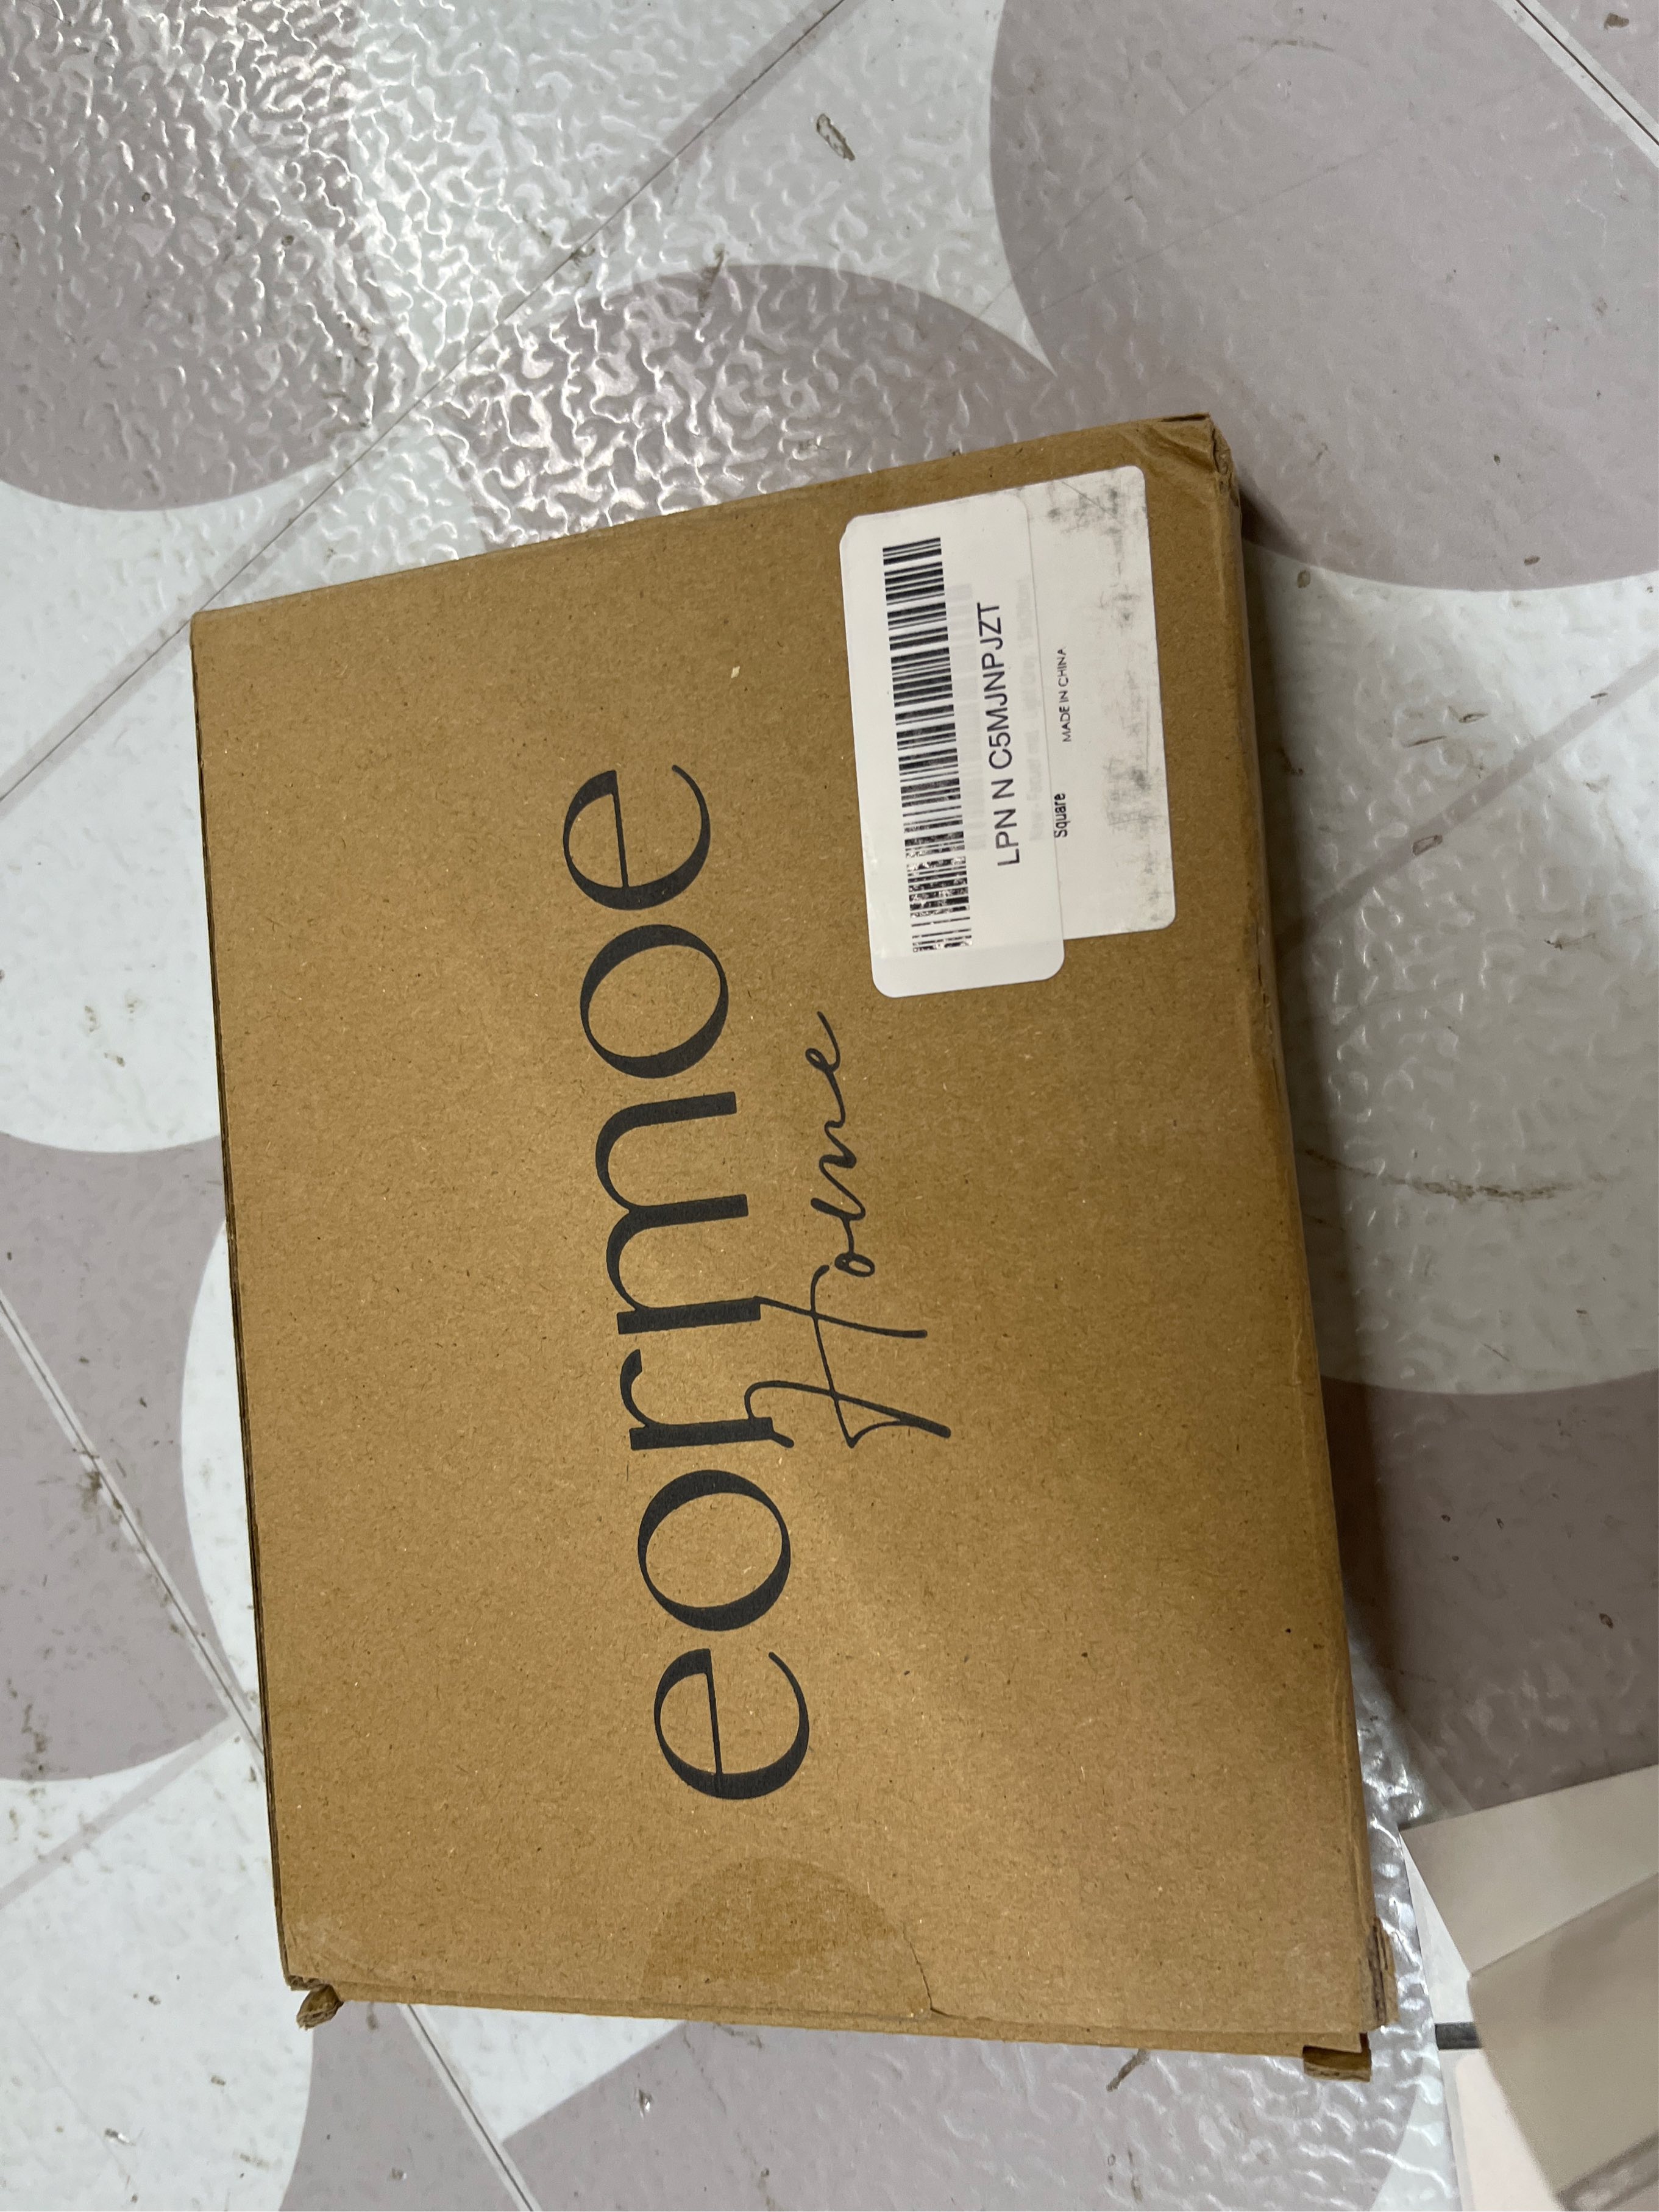 eormoe
Home
LPN N C5MJNPJZT
Square
MADE IN CHINA